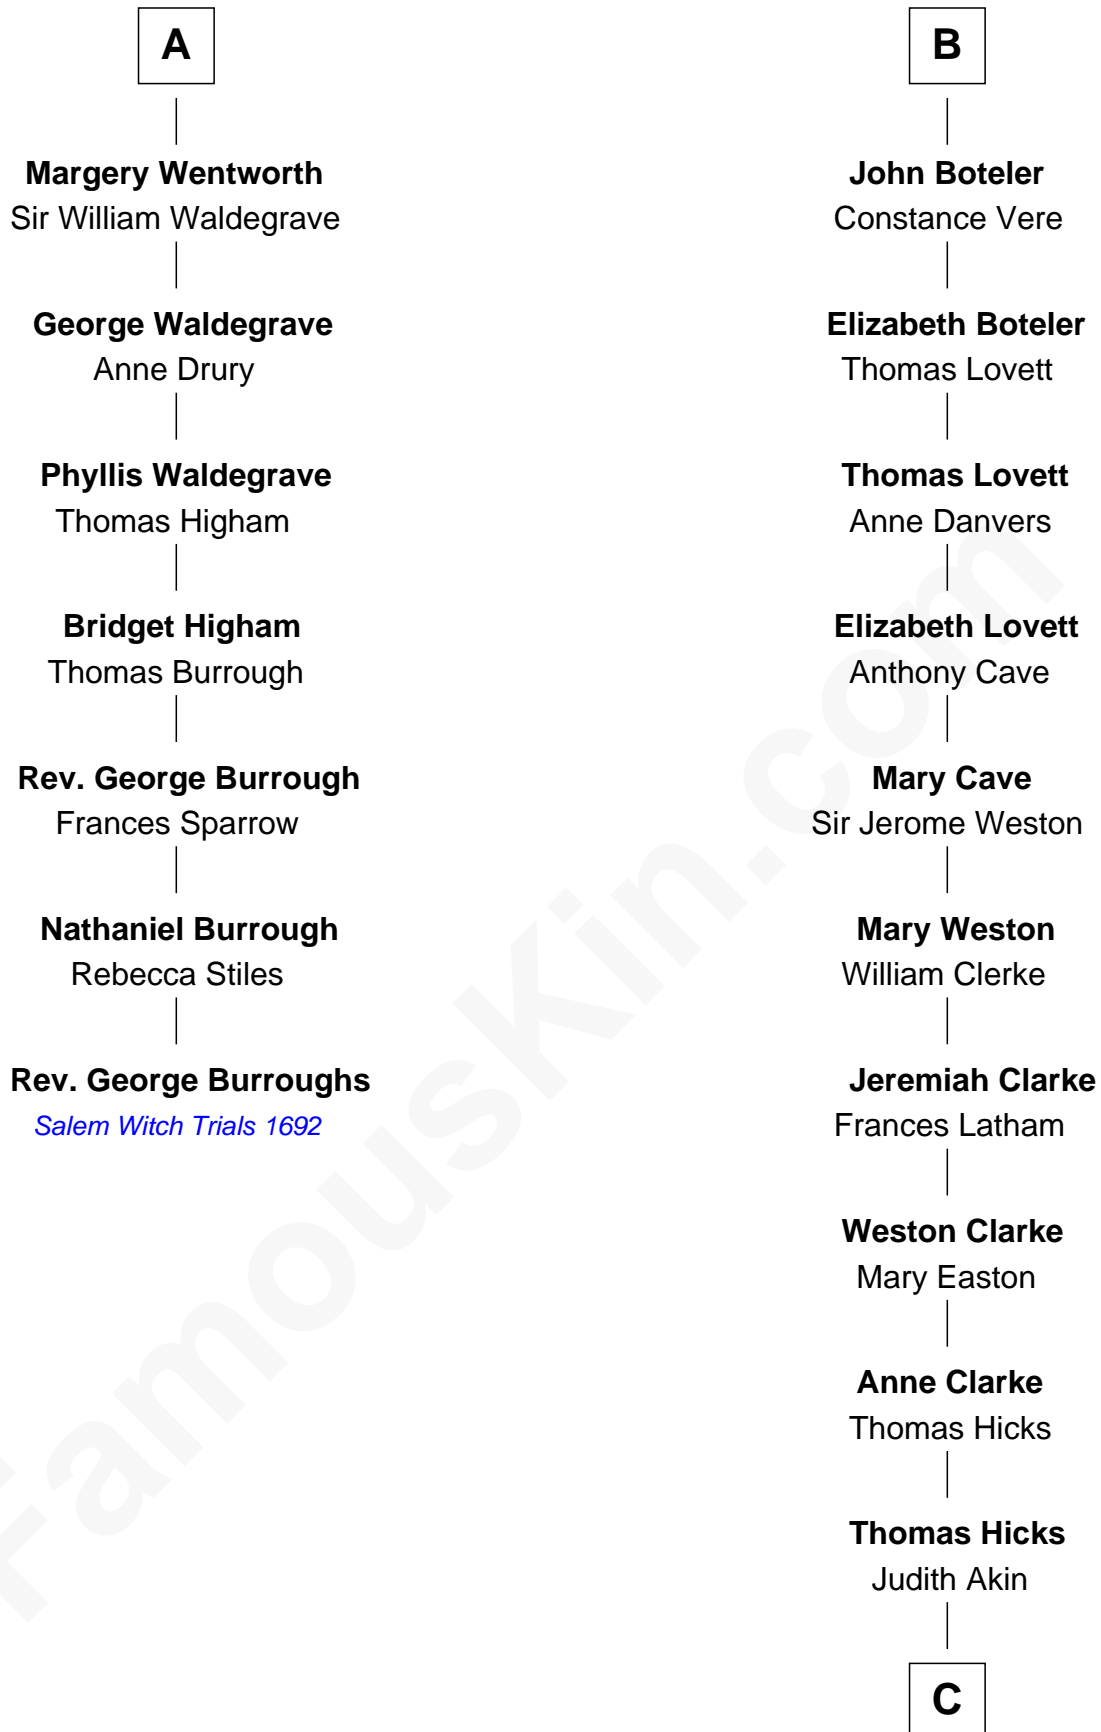 A
Margery Wentworth
Sir William Waldegrave
George Waldegrave
Anne Drury
Phyllis Waldegrave
Thomas Higham
Bridget Higham
Thomas Burrough
Rev. George Burrough
Frances Sparrow
Nathaniel Burrough
Rebecca Stiles
Rev. George Burroughs
Salem Witch Trials 1692
B
John Boteler
Constance Vere
Elizabeth Boteler
Thomas Lovett
Thomas Lovett
Anne Danvers
Elizabeth Lovett
Anthony Cave
Mary Cave
Sir Jerome Weston
Mary Weston
William Clerke
Jeremiah Clarke
Frances Latham
Weston Clarke
Mary Easton
Anne Clarke
Thomas Hicks
Thomas Hicks
Judith Akin
C
FamousKin.com